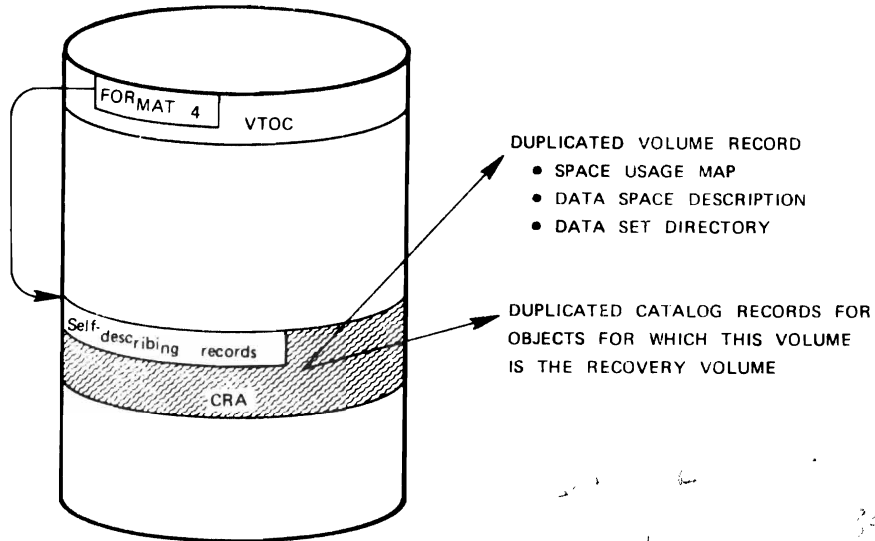 FORMAT 4
VTOC
DUPLICATED VOLUME RECORD
• SPACE USAGE MAP
• DATA SPACE DESCRIPTION
• DATA SET DIRECTORY
Self-describing records
CRA
DUPLICATED CATALOG RECORDS FOR
OBJECTS FOR WHICH THIS VOLUME
IS THE RECOVERY VOLUME